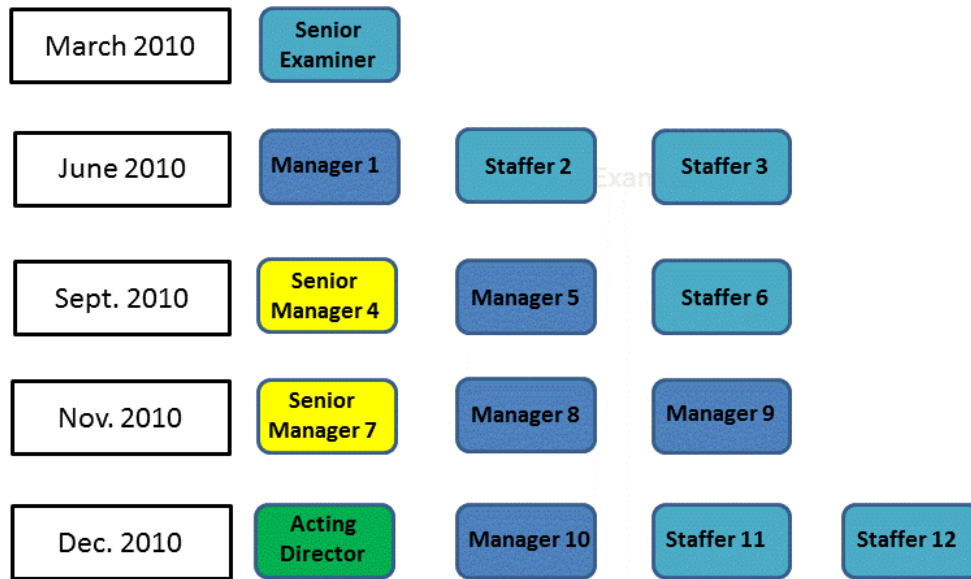 March 2010
Senior
Examiner
June 2010
Manager 1
Staffer 2
Exam
Staffer 3
Sept. 2010
Senior
Manager 4
Manager 5
Staffer 6
Nov. 2010
Senior
Manager 7
Manager 8
Manager 9
Dec. 2010
Acting
Director
Manager 10
Staffer 11
Staffer 12